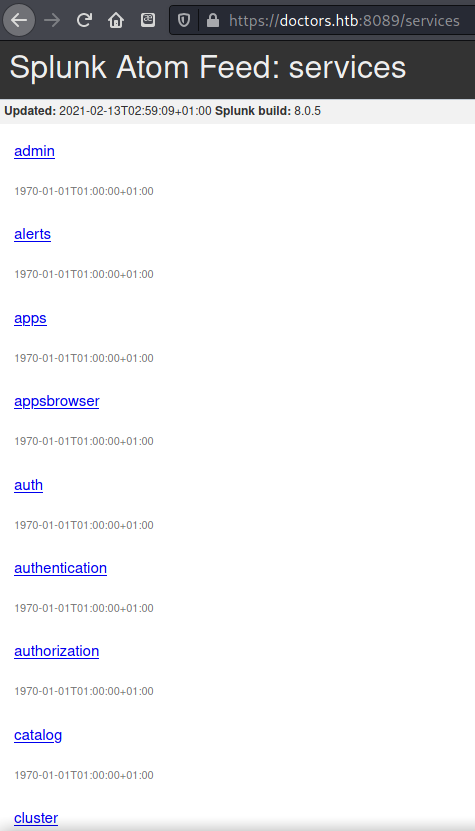 https://doctors.htb:8089/services
Splunk Atom Feed: services
Updated: 2021-02-13T02:59:09+01:00 Splunk build: 8.0.5
admin
1970-01-01T01:00:00+01:00
alerts
1970-01-01T01:00:00+01:00
apps
1970-01-01T01:00:00+01:00
appsbrowser
1970-01-01T01:00:00+01:00
auth
1970-01-01T01:00:00+01:00
authentication
1970-01-01T01:00:00+01:00
authorization
1970-01-01T01:00:00+01:00
catalog
1970-01-01T01:00:00+01:00
cluster